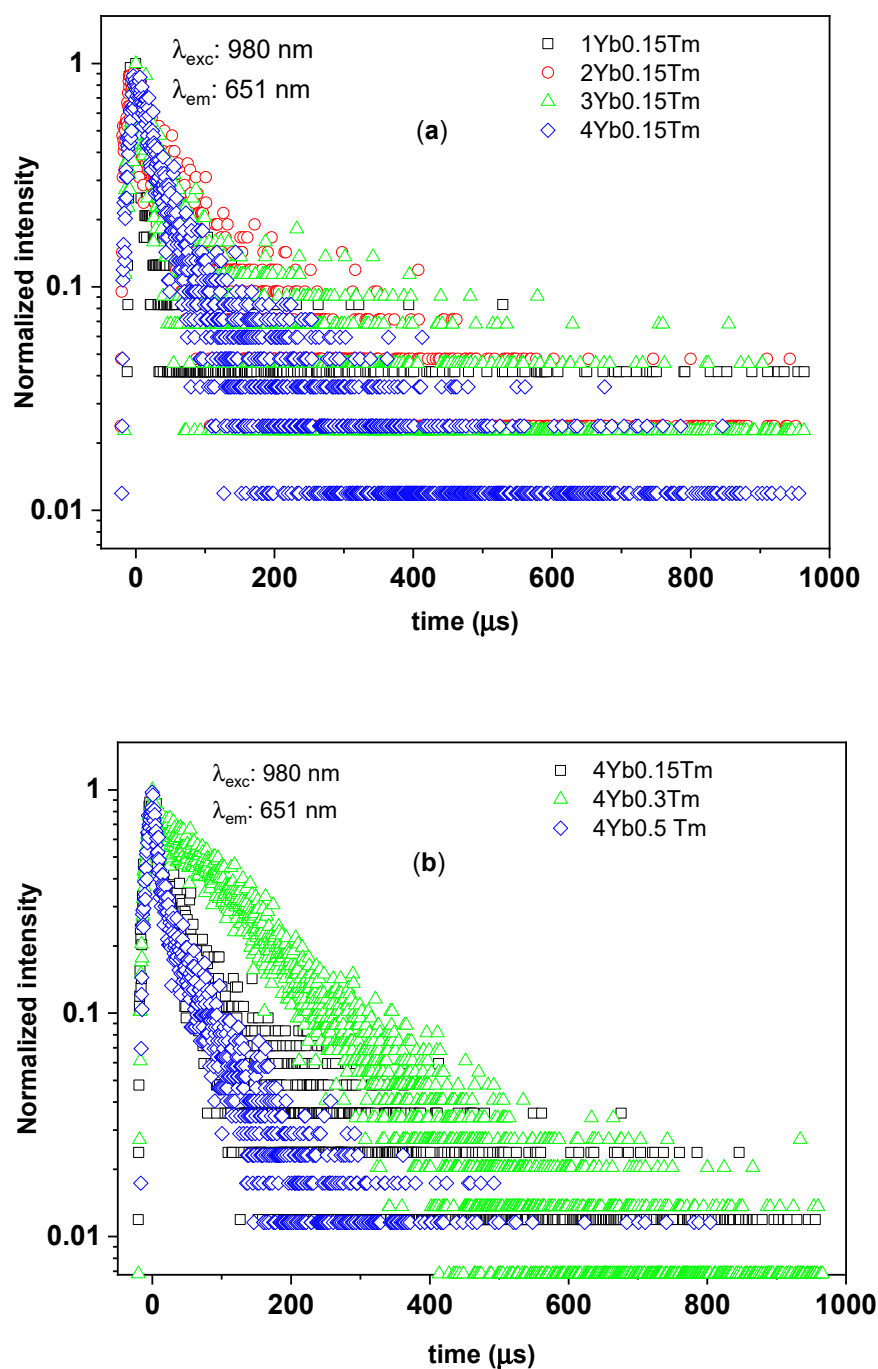 λexc: 980 nm
λem: 651 nm
(a)
1Yb0.15Tm
2Yb0.15Tm
3Yb0.15Tm
4Yb0.15Tm
Normalized intensity
1
0.1
0.01
0 200 400 600 800 1000
time (μs)
λexc: 980 nm
λem: 651 nm
(b)
4Yb0.15Tm
4Yb0.3Tm
4Yb0.5 Tm
Normalized intensity
1
0.1
0.01
0 200 400 600 800 1000
time (μs)